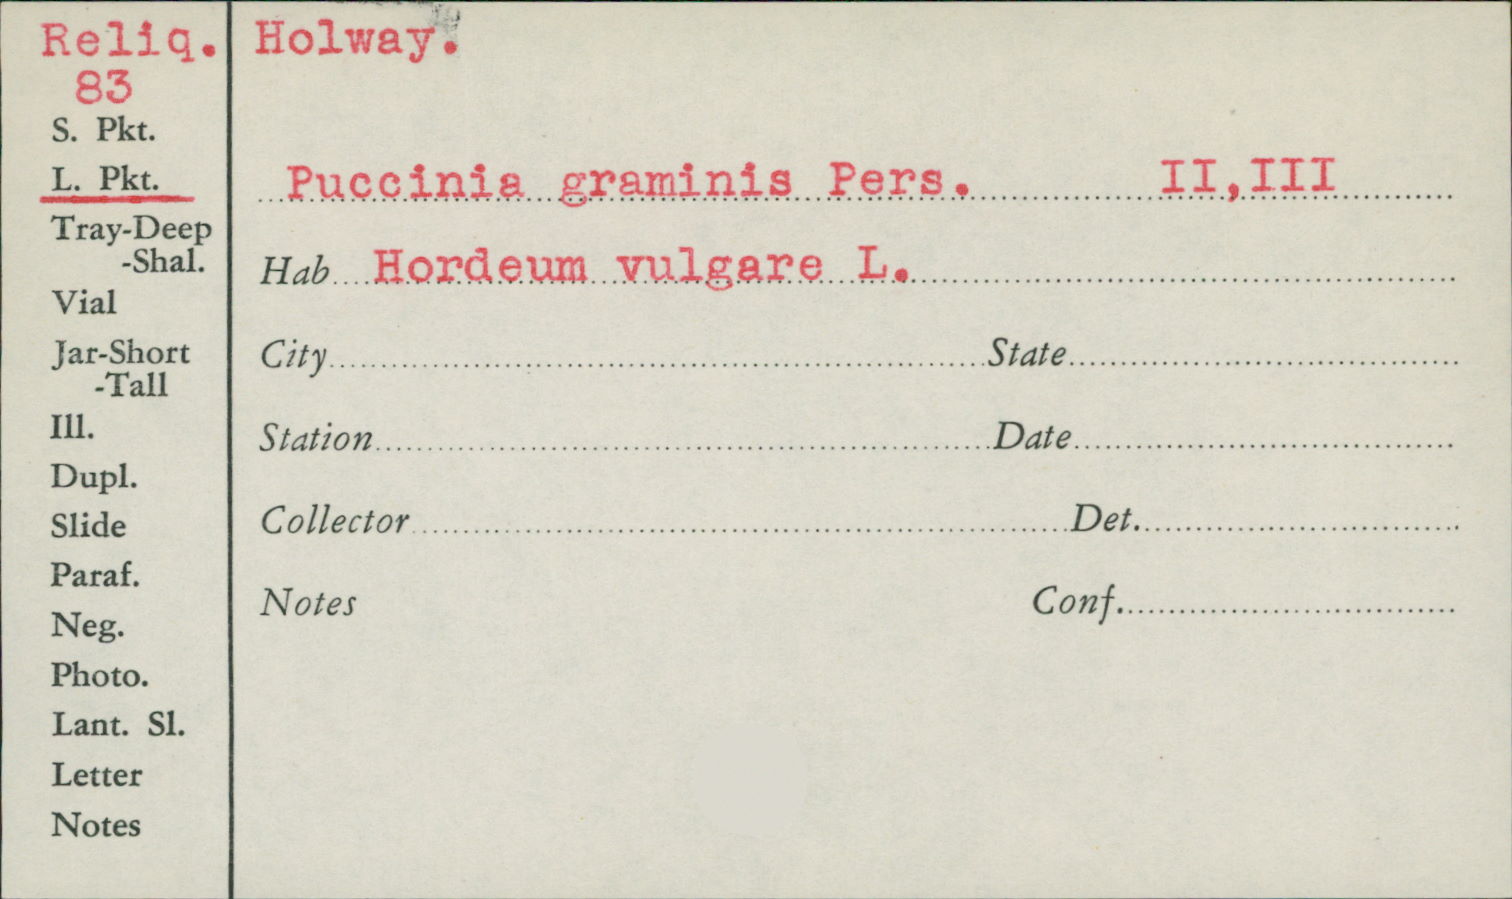 Reliq. Holway.
83
S. Pkt.
L. Pkt.
Tray-Deep
-Shal.
Vial
Jar-Short
-Tall
Ill.
Dupl.
Slide
Paraf.
Neg.
Photo.
Lant. Sl.
Letter
Notes
Puccinia graminis Pers. II,III
Hab Hordeum vulgare L.
City State
Station Date
Collector Det.
Notes Conf.